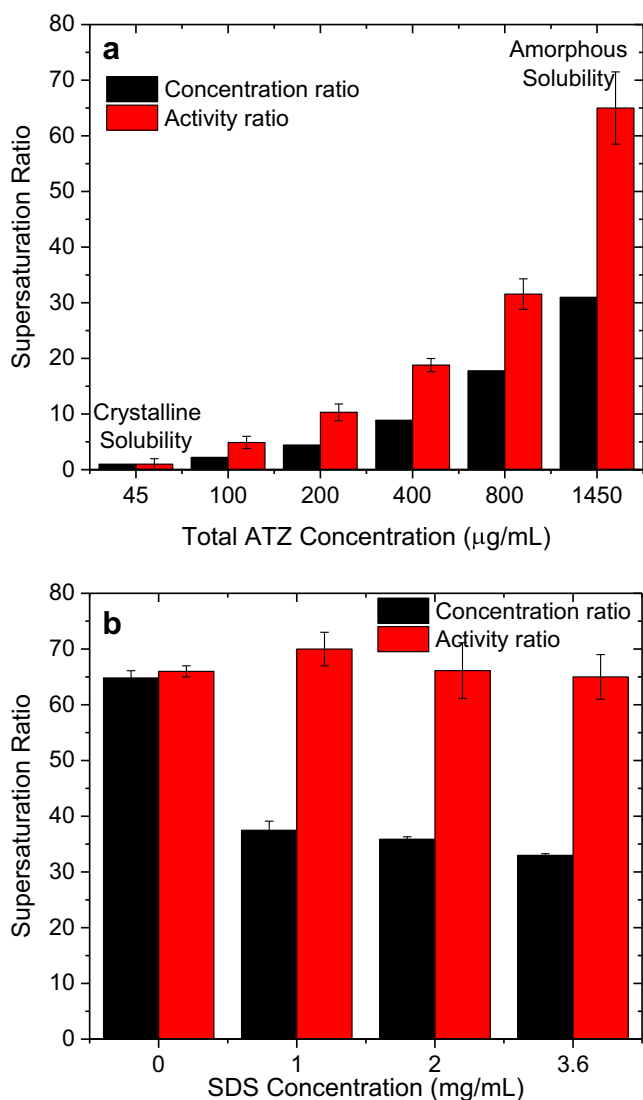 a
Concentration ratio
Activity ratio
Amorphous
Solubility
Crystalline
Solubility
Supersaturation Ratio
80
70
60
50
40
30
20
10
0
45 100 200 400 800 1450
Total ATZ Concentration (μg/mL)
b
Concentration ratio
Activity ratio
Supersaturation Ratio
80
70
60
50
40
30
20
10
0
0 1 2 3.6
SDS Concentration (mg/mL)